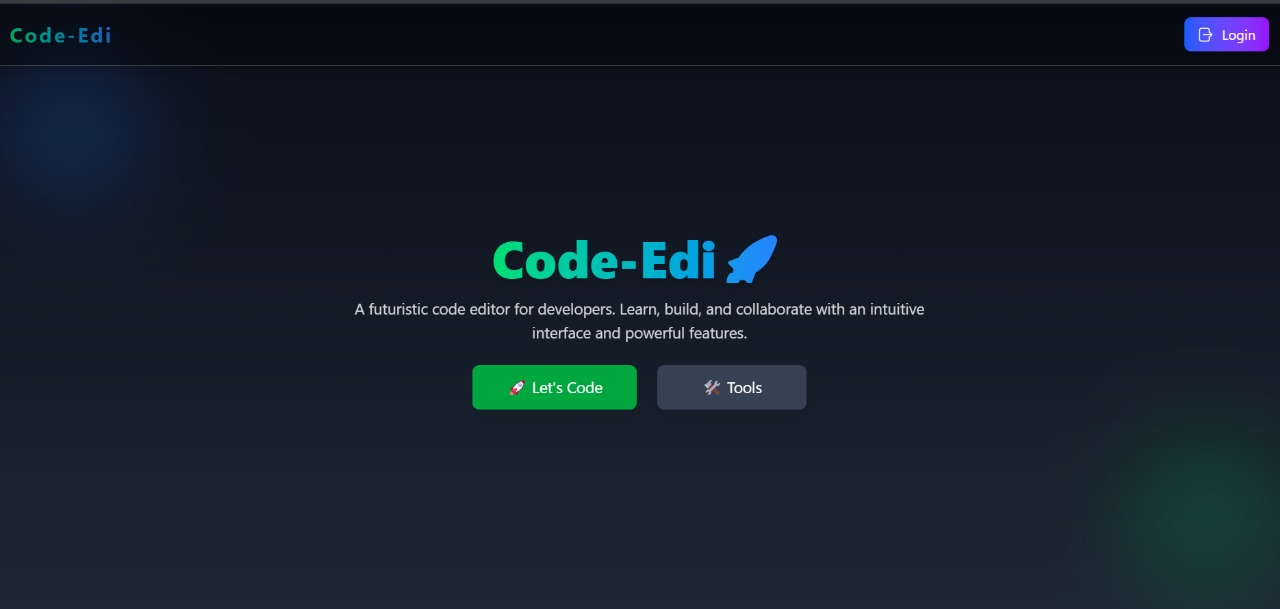 Code-Edi
Login
Code-Edi🚀
A futuristic code editor for developers. Learn, build, and collaborate with an intuitive
interface and powerful features.
🚀 Let's Code
🛠️ Tools